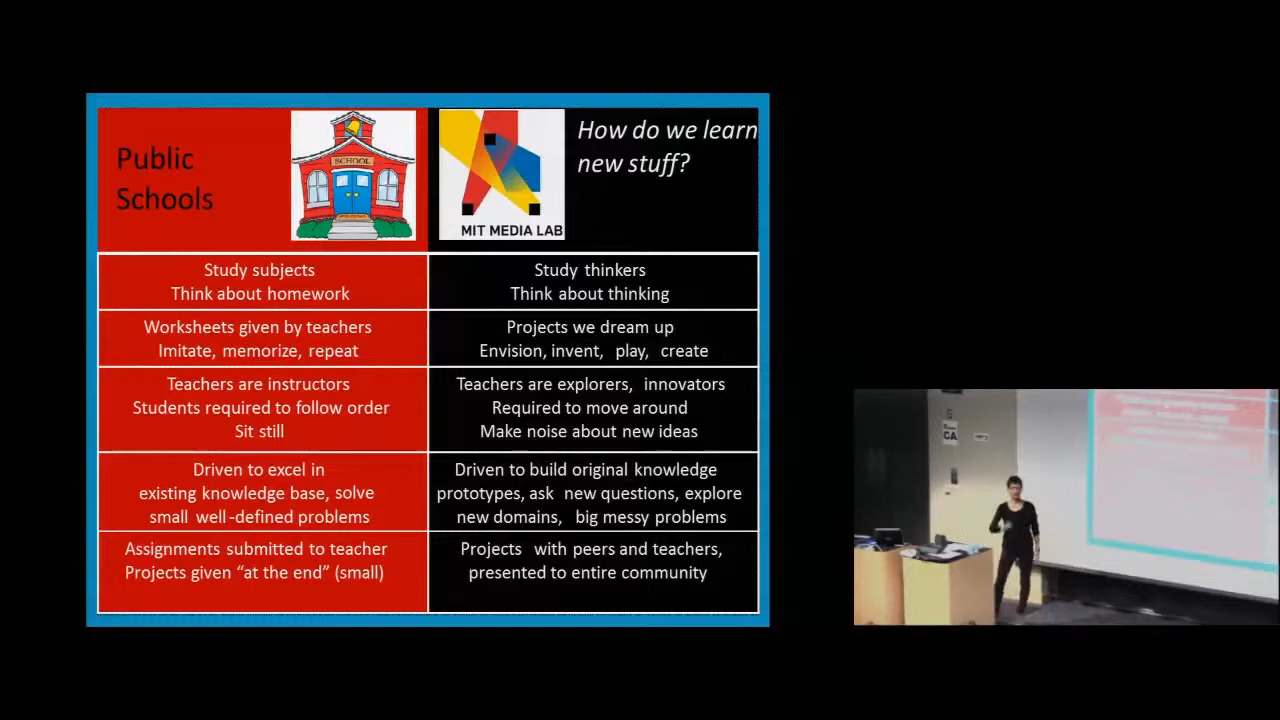 Public
Schools
SCHOOL
MIT MEDIA LAB
How do we learn
new stuff?
Study subjects
Think about homework
Study thinkers
Think about thinking
Worksheets given by teachers
Imitate, memorize, repeat
Projects we dream up
Envision, invent, play, create
Teachers are instructors
Students required to follow order
Sit still
Teachers are explorers, innovators
Required to move around
Make noise about new ideas
Driven to excel in
existing knowledge base, solve
small well-defined problems
Driven to build original knowledge
prototypes, ask new questions, explore
new domains, big messy problems
Assignments submitted to teacher
Projects given “at the end” (small)
Projects with peers and teachers,
presented to entire community
CA